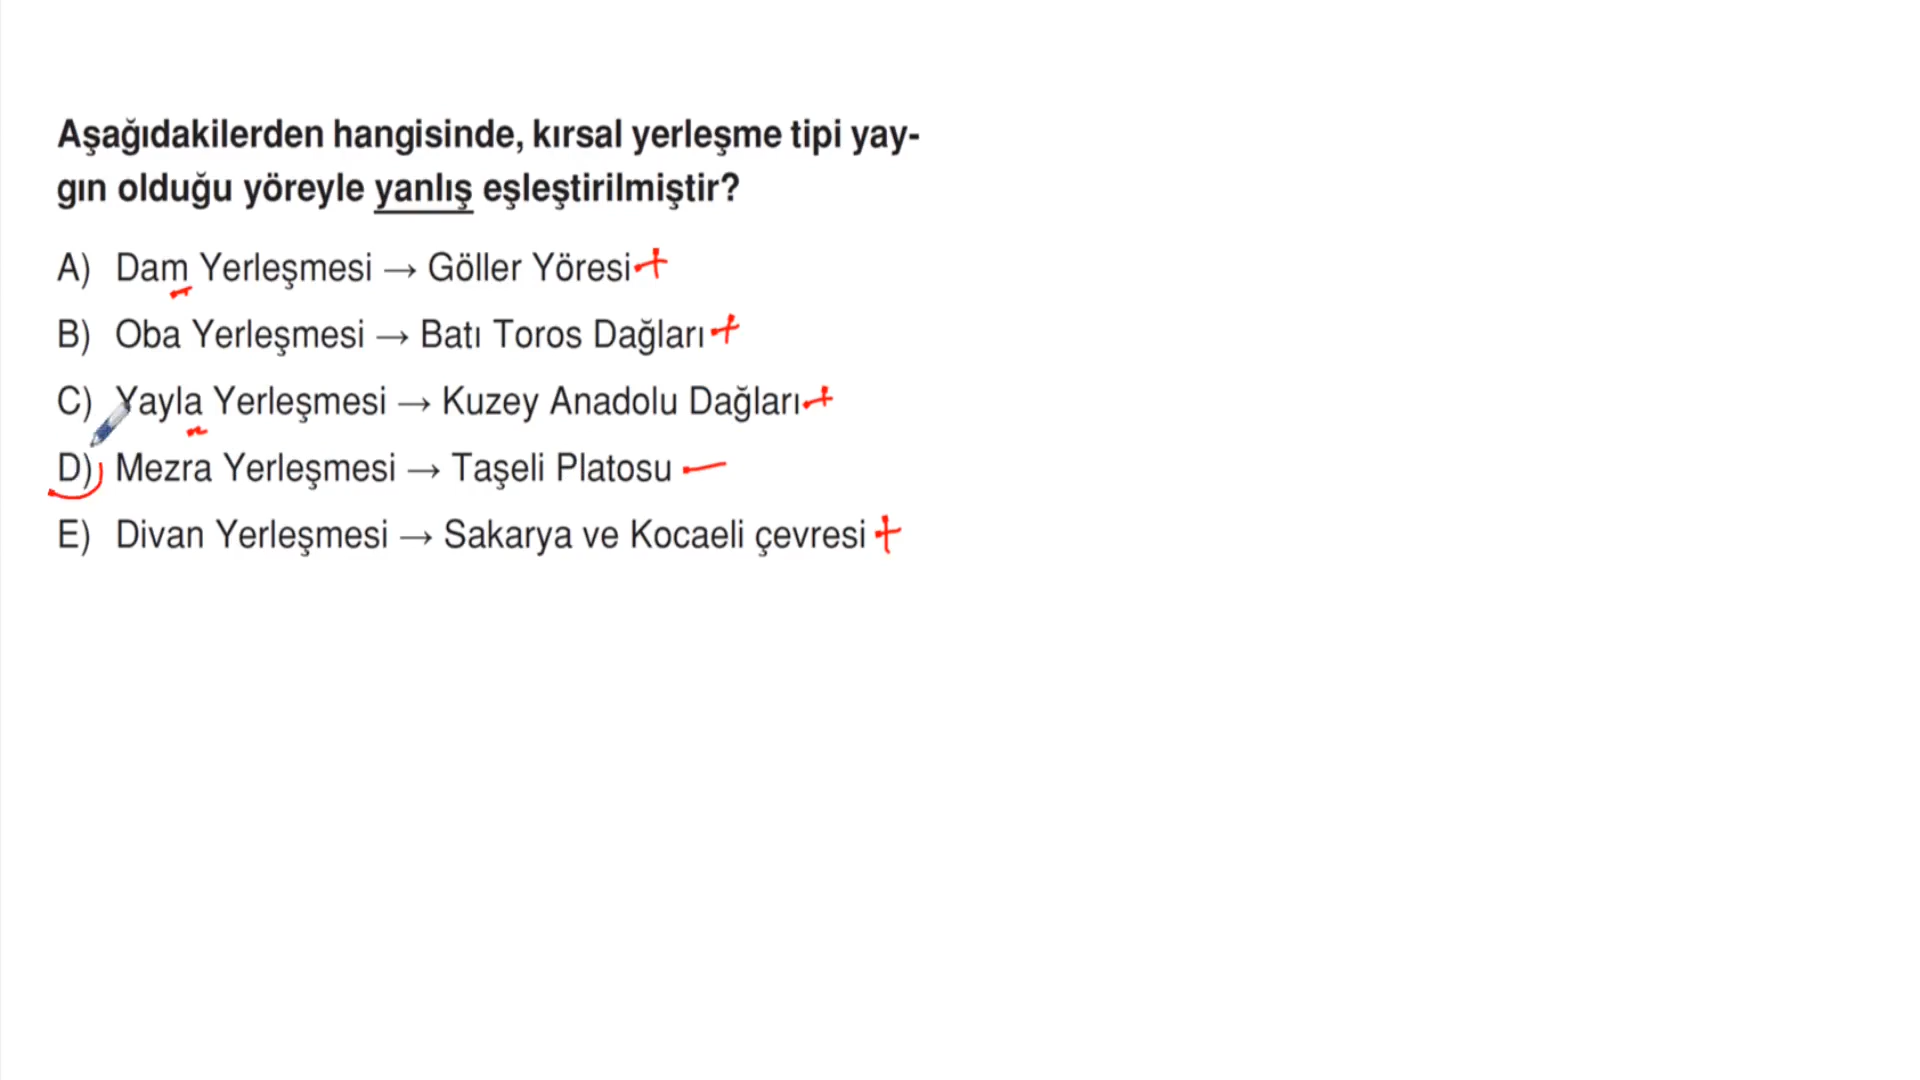 Aşağıdakilerden hangisinde, kırsal yerleşme tipi yay-
gın olduğu yöreyle yanlış eşleştirilmiştir?
A) Dam Yerleşmesi → Göller Yöresi +
B) Oba Yerleşmesi → Batı Toros Dağları +
C) Yayla Yerleşmesi → Kuzey Anadolu Dağları +
D) Mezra Yerleşmesi → Taşeli Platosu –
E) Divan Yerleşmesi → Sakarya ve Kocaeli çevresi +